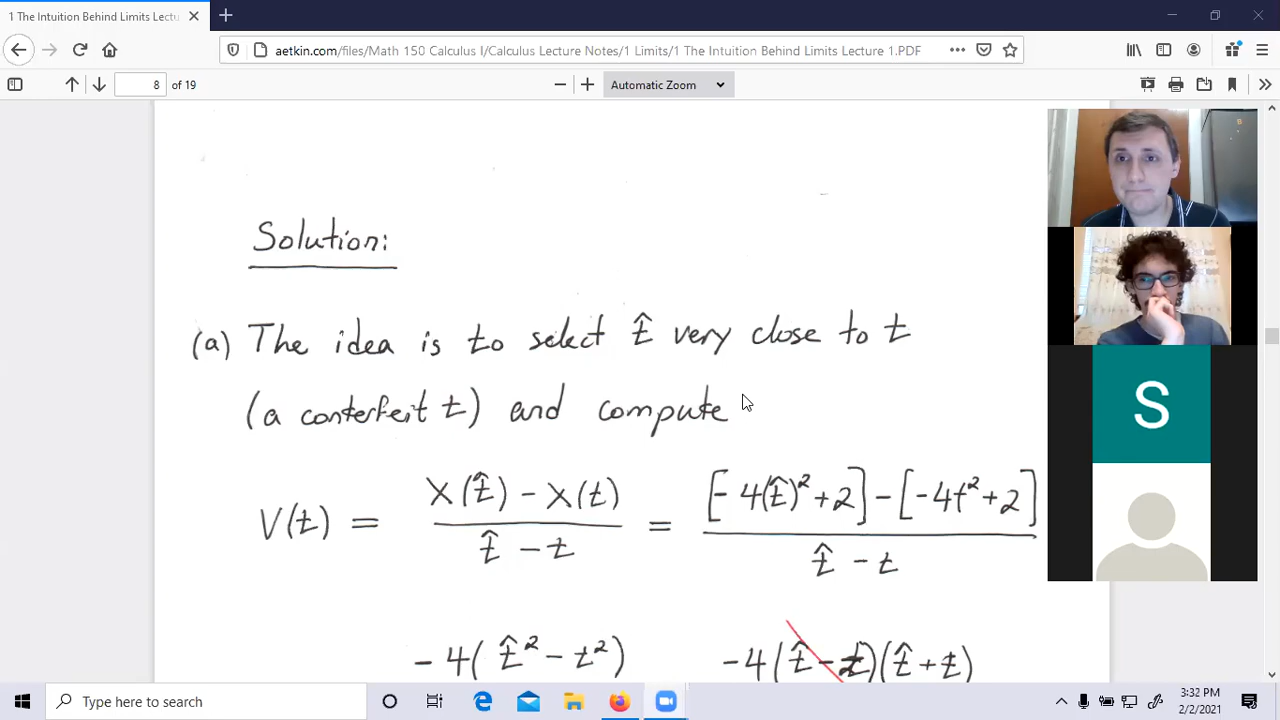 1 The Intuition Behind Limits Lectu
aetkin.com/files/Math 150 Calculus I/Calculus Lecture Notes/1 Limits/1 The Intuition Behind Limits Lecture 1.PDF
8 of 19
Automatic Zoom
Solution:
(a) The idea is to select t̂ very close to t
(a conterfeit t) and compute
V(t) = X(t̂) - X(t) / t̂ - t = [-4(t̂)²+2] - [-4t²+2] / t̂ - t
-4(t̂² - t²) -4(t̂ - t)(t̂ + t)
S
Type here to search
3:32 PM
2/2/2021